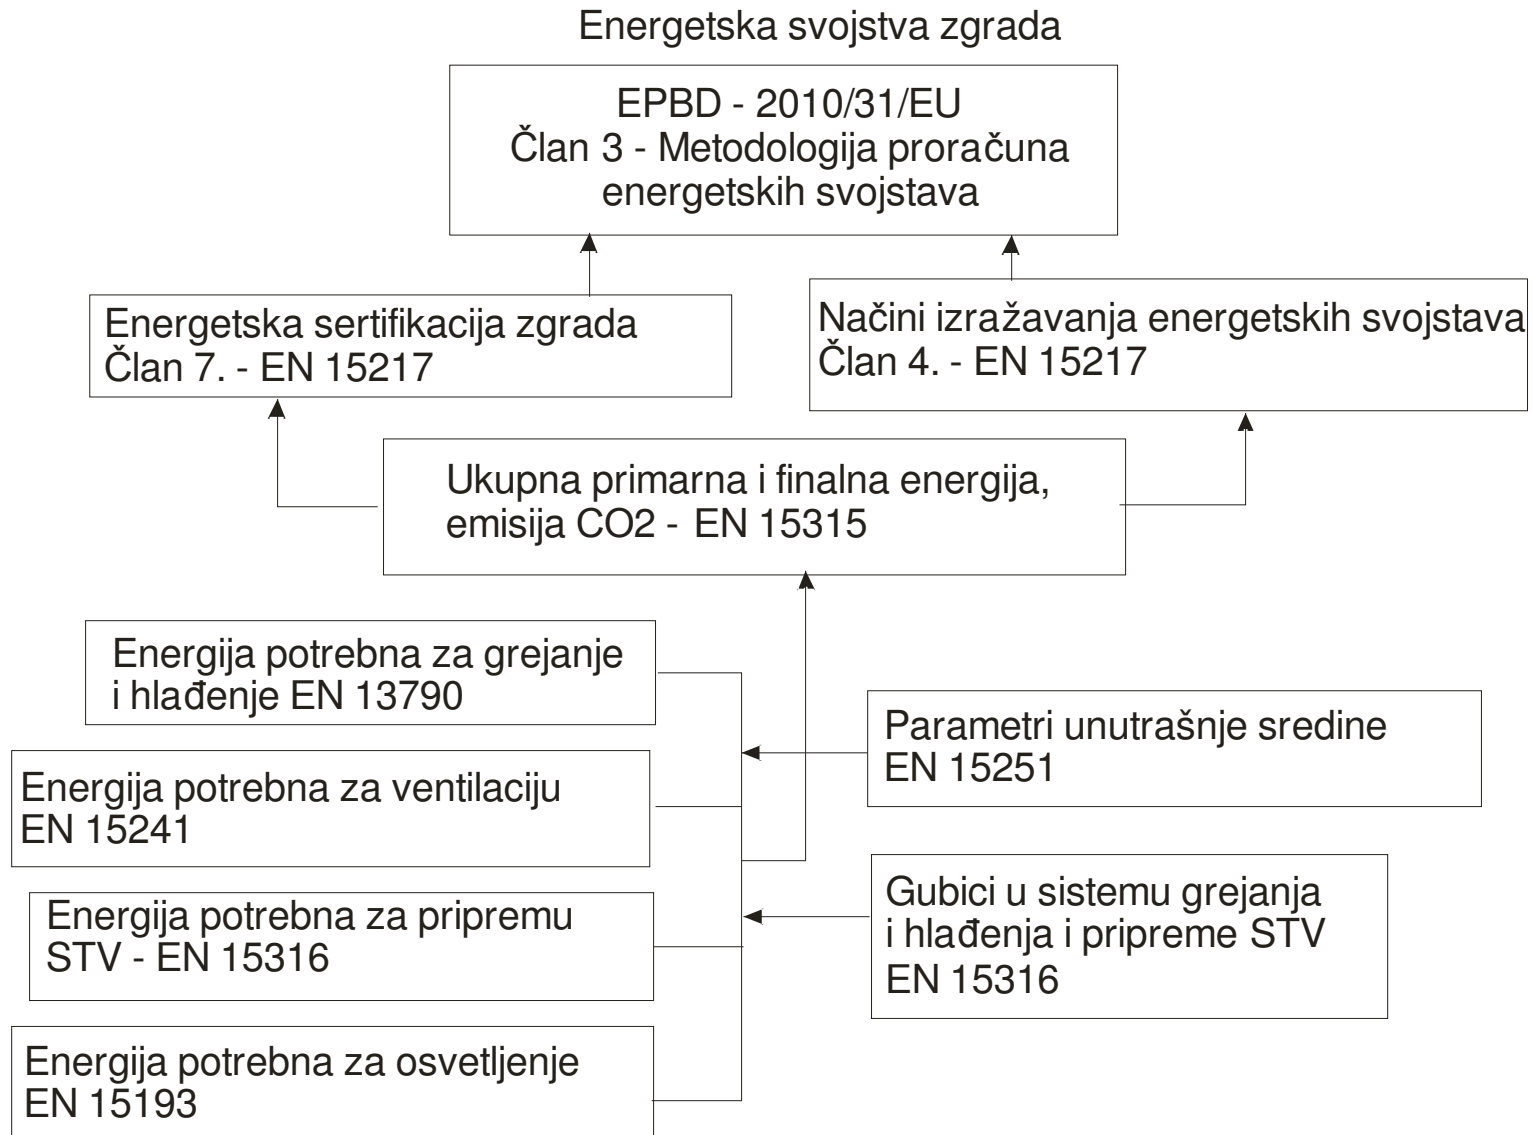 Energetska svojstva zgrada
EPBD - 2010/31/EU
Član 3 - Metodologija proračuna
energetskih svojstava
Energetska sertifikacija zgrada
Član 7. - EN 15217
Načini izražavanja energetskih svojstava
Član 4. - EN 15217
Ukupna primarna i finalna energija,
emisija CO2 - EN 15315
Energija potrebna za grejanje
i hlađenje EN 13790
Parametri unutrašnje sredine
EN 15251
Energija potrebna za ventilaciju
EN 15241
Gubici u sistemu grejanja
i hlađenja i pripreme STV
EN 15316
Energija potrebna za pripremu
STV - EN 15316
Energija potrebna za osvetljenje
EN 15193